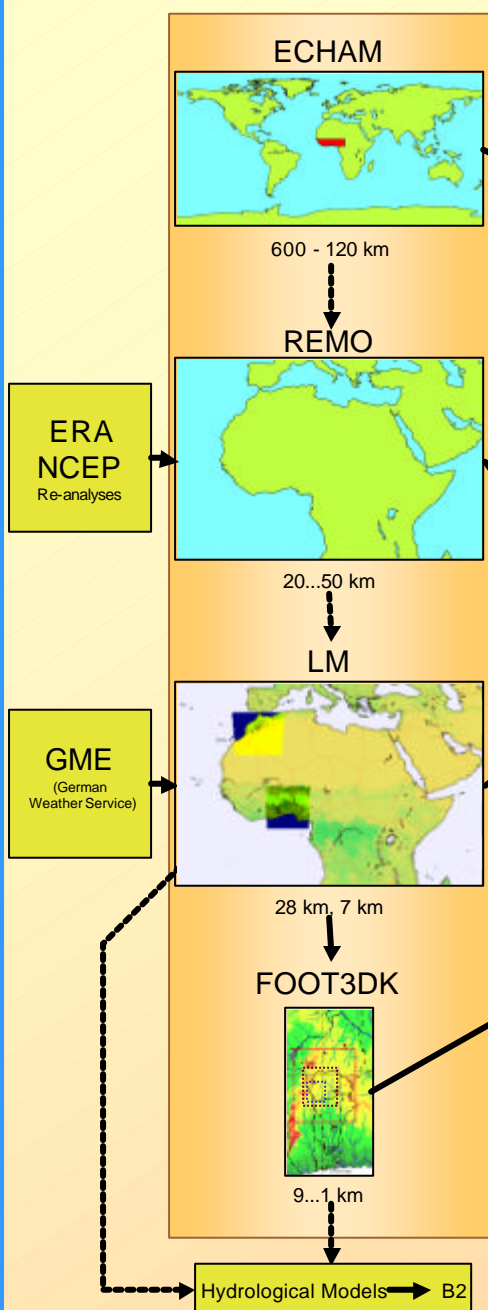 ECHAM
600 - 120 km
REMO
ERA
NCEP
Re-analyses
20...50 km
LM
GME
(German
Weather Service)
28 km, 7 km
FOOT3DK
9...1 km
Hydrological Models B2